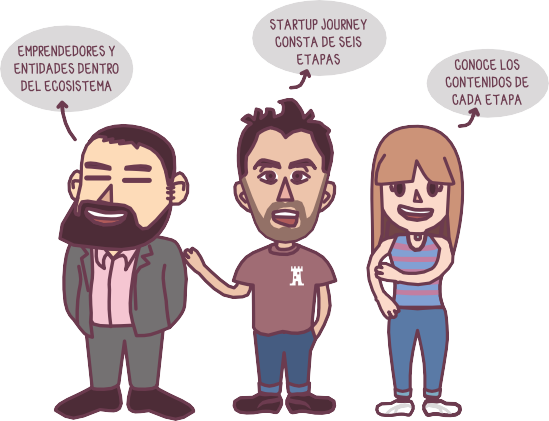 EMPRENDEDORES Y
ENTIDADES DENTRO
DEL ECOSISTEMA
STARTUP JOURNEY
CONSTA DE SEIS
ETAPAS
CONOCE LOS
CONTENIDOS DE
CADA ETAPA